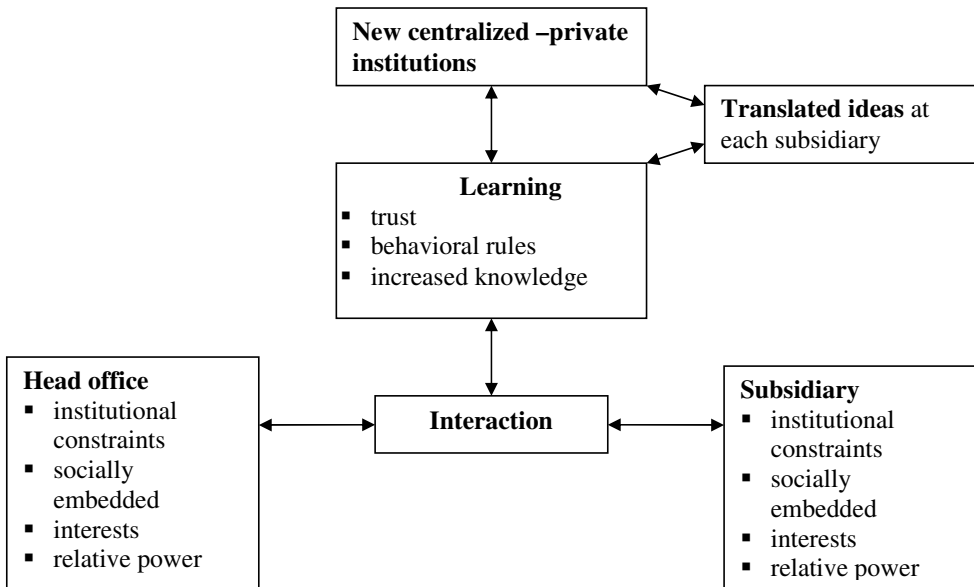 New centralized –private
institutions
Translated ideas at
each subsidiary
Learning
▪ trust
▪ behavioral rules
▪ increased knowledge
Head office
▪ institutional
constraints
▪ socially
embedded
▪ interests
▪ relative power
Interaction
Subsidiary
▪ institutional
constraints
▪ socially
embedded
▪ interests
▪ relative power